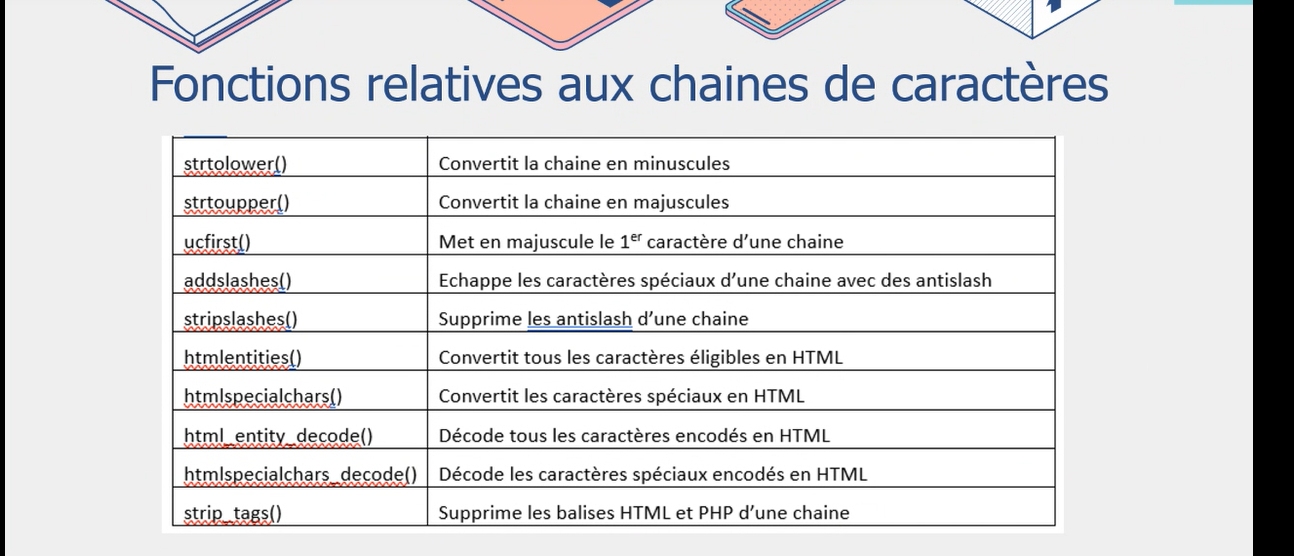 Fonctions relatives aux chaines de caractères
strtolower() Convertit la chaine en minuscules
strtoupper() Convertit la chaine en majuscules
ucfirst() Met en majuscule le 1er caractère d’une chaine
addslashes() Echappe les caractères spéciaux d’une chaine avec des antislash
stripslashes() Supprime les antislash d’une chaine
htmlentities() Convertit tous les caractères éligibles en HTML
htmlspecialchars() Convertit les caractères spéciaux en HTML
html_entity_decode() Décode tous les caractères encodés en HTML
htmlspecialchars_decode() Décode les caractères spéciaux encodés en HTML
strip_tags() Supprime les balises HTML et PHP d’une chaine